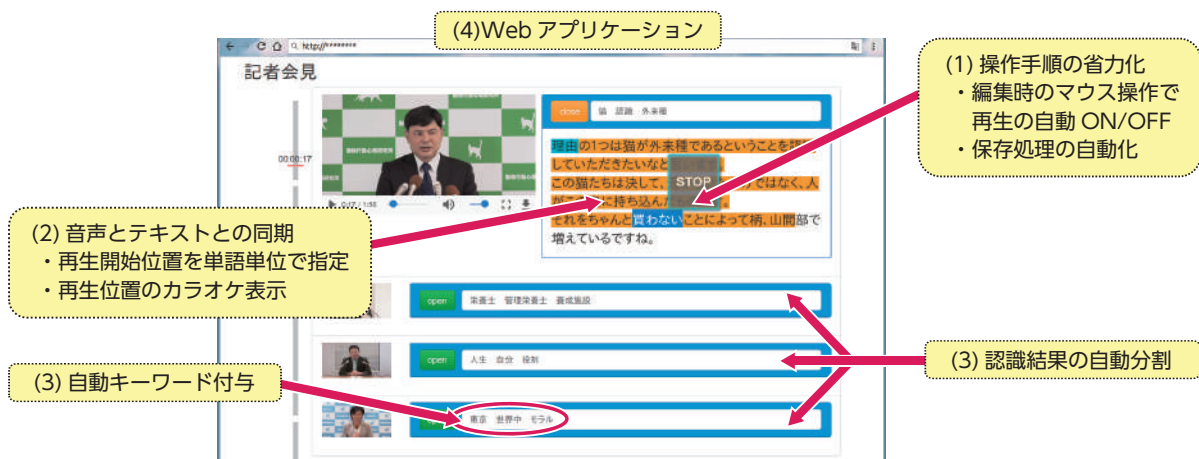 (4)Web アプリケーション
http://********
記者会見
(1) 操作手順の省力化
・編集時のマウス操作で
再生の自動 ON/OFF
・保存処理の自動化
close 猫 認識 外来種
00:00:17
理由の1つは猫が外来種であるということを認識
していただきたいなと
この猫たちは決して、 ではなく、人
STOP
に持ち込んだ
それをちゃんと買わないことによって柄、山間部で
増えているですね。
0:17 / 1:38
(2) 音声とテキストとの同期
・再生開始位置を単語単位で指定
・再生位置のカラオケ表示
open 栄養士 管理栄養士 養成施設
open 人生 自分 役割
(3) 認識結果の自動分割
(3) 自動キーワード付与
東京 世界中 モラル